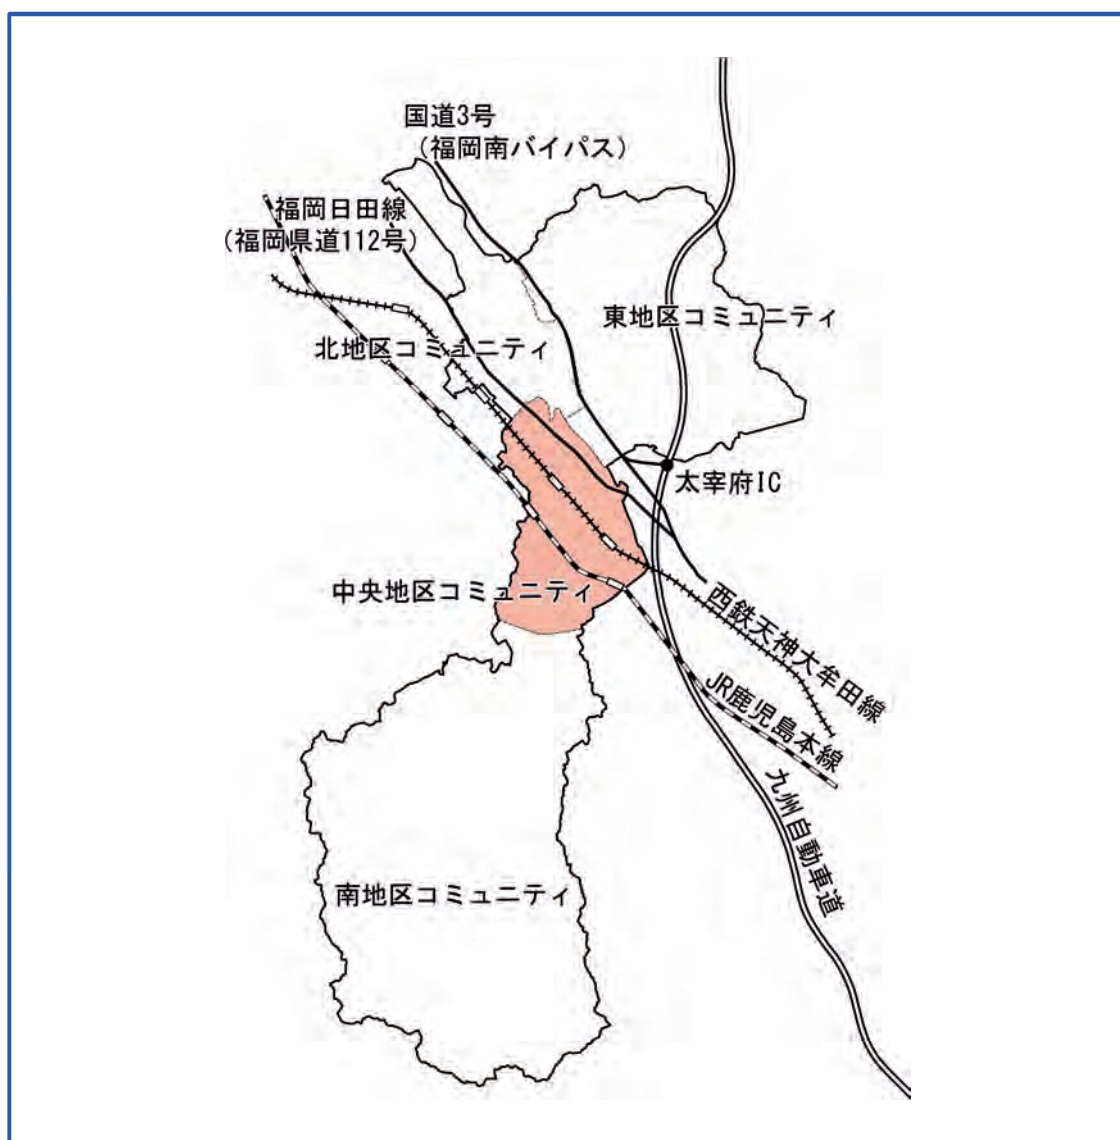 国道3号
（福岡南バイパス）
福岡日田線
（福岡県道112号）
東地区コミュニティ
北地区コミュニティ
太宰府IC
中央地区コミュニティ
西鉄天神大牟田線
JR鹿児島本線
九州自動車道
南地区コミュニティ